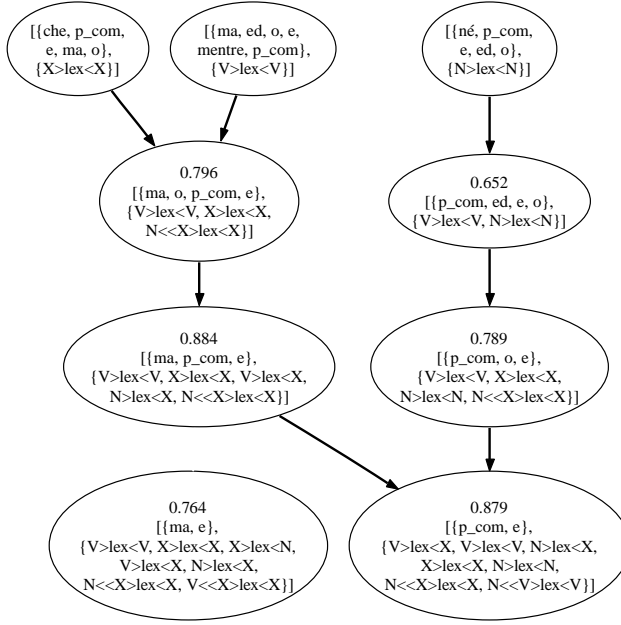 [{che, p_com,
e, ma, o},
{X>lex<X}]
[{ma, ed, o, e,
mentre, p_com},
{V>lex<V}]
[{né, p_com,
e, ed, o},
{N>lex<N}]
0.796
[{ma, o, p_com, e},
{V>lex<V, X>lex<X,
N<<X>lex<X}]
0.652
[{p_com, ed, e, o},
{V>lex<V, N>lex<N}]
0.884
[{ma, p_com, e},
{V>lex<V, X>lex<X, V>lex<X,
N>lex<X, N<<X>lex<X}]
0.789
[{p_com, o, e},
{V>lex<V, X>lex<X,
N>lex<N, N<<X>lex<X}]
0.764
[{ma, e},
{V>lex<V, X>lex<X, X>lex<N,
V>lex<X, N>lex<X,
N<<X>lex<X, V<<X>lex<X}]
0.879
[{p_com, e},
{V>lex<X, V>lex<V, N>lex<X,
X>lex<X, N>lex<N,
N<<X>lex<X, N<<V>lex<V}]